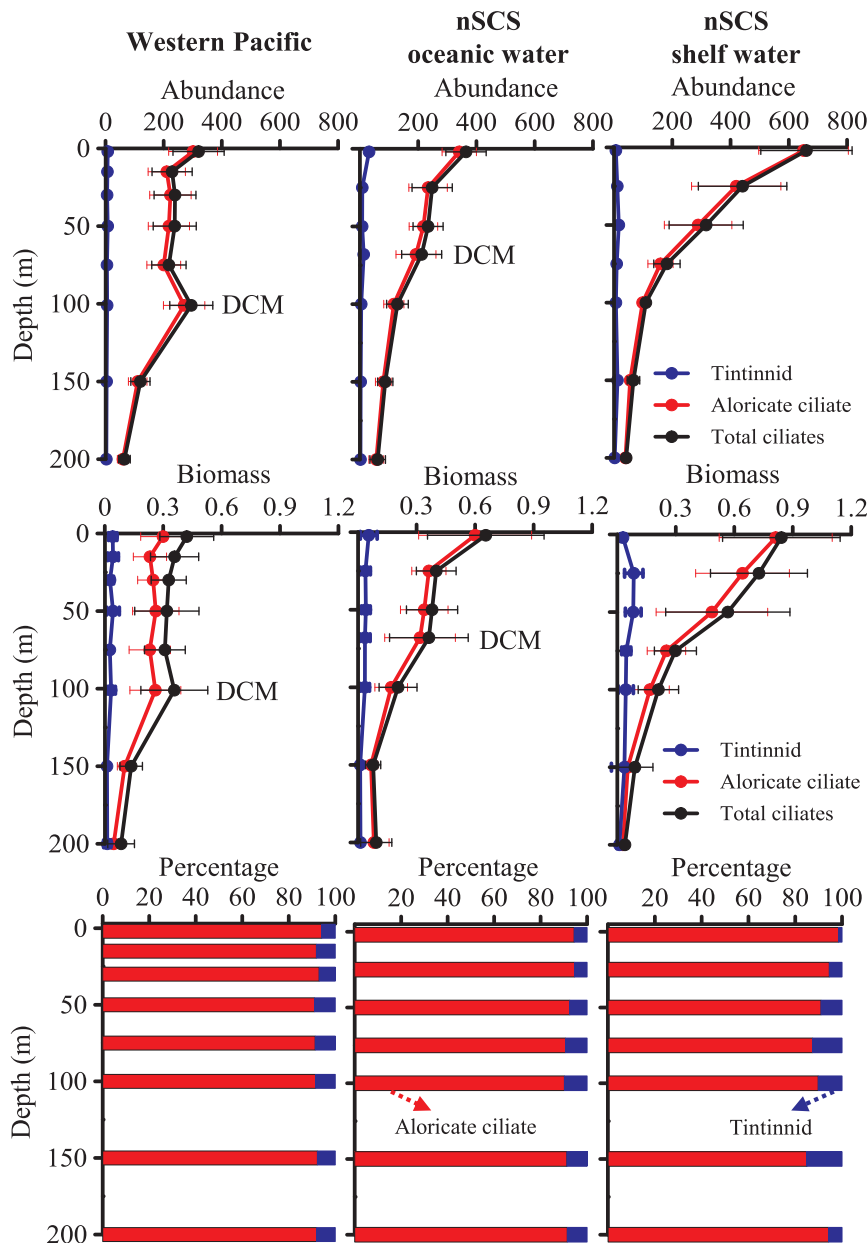 Western Pacific
nSCS
oceanic water
nSCS
shelf water
Abundance
Abundance
Abundance
0 200 400 600 800
200 400 600 800
200 400 600 800
Depth (m)
0
50
100
150
200
DCM
DCM
Tintinnid
Aloricate ciliate
Total ciliates
Biomass
Biomass
Biomass
0 0.3 0.6 0.9 1.2
0.3 0.6 0.9 1.2
0.3 0.6 0.9 1.2
Depth (m)
0
50
100
150
200
DCM
DCM
Tintinnid
Aloricate ciliate
Total ciliates
Percentage
Percentage
Percentage
0 20 40 60 80 100
20 40 60 80 100
20 40 60 80 100
Depth (m)
0
50
100
150
200
Aloricate ciliate
Tintinnid